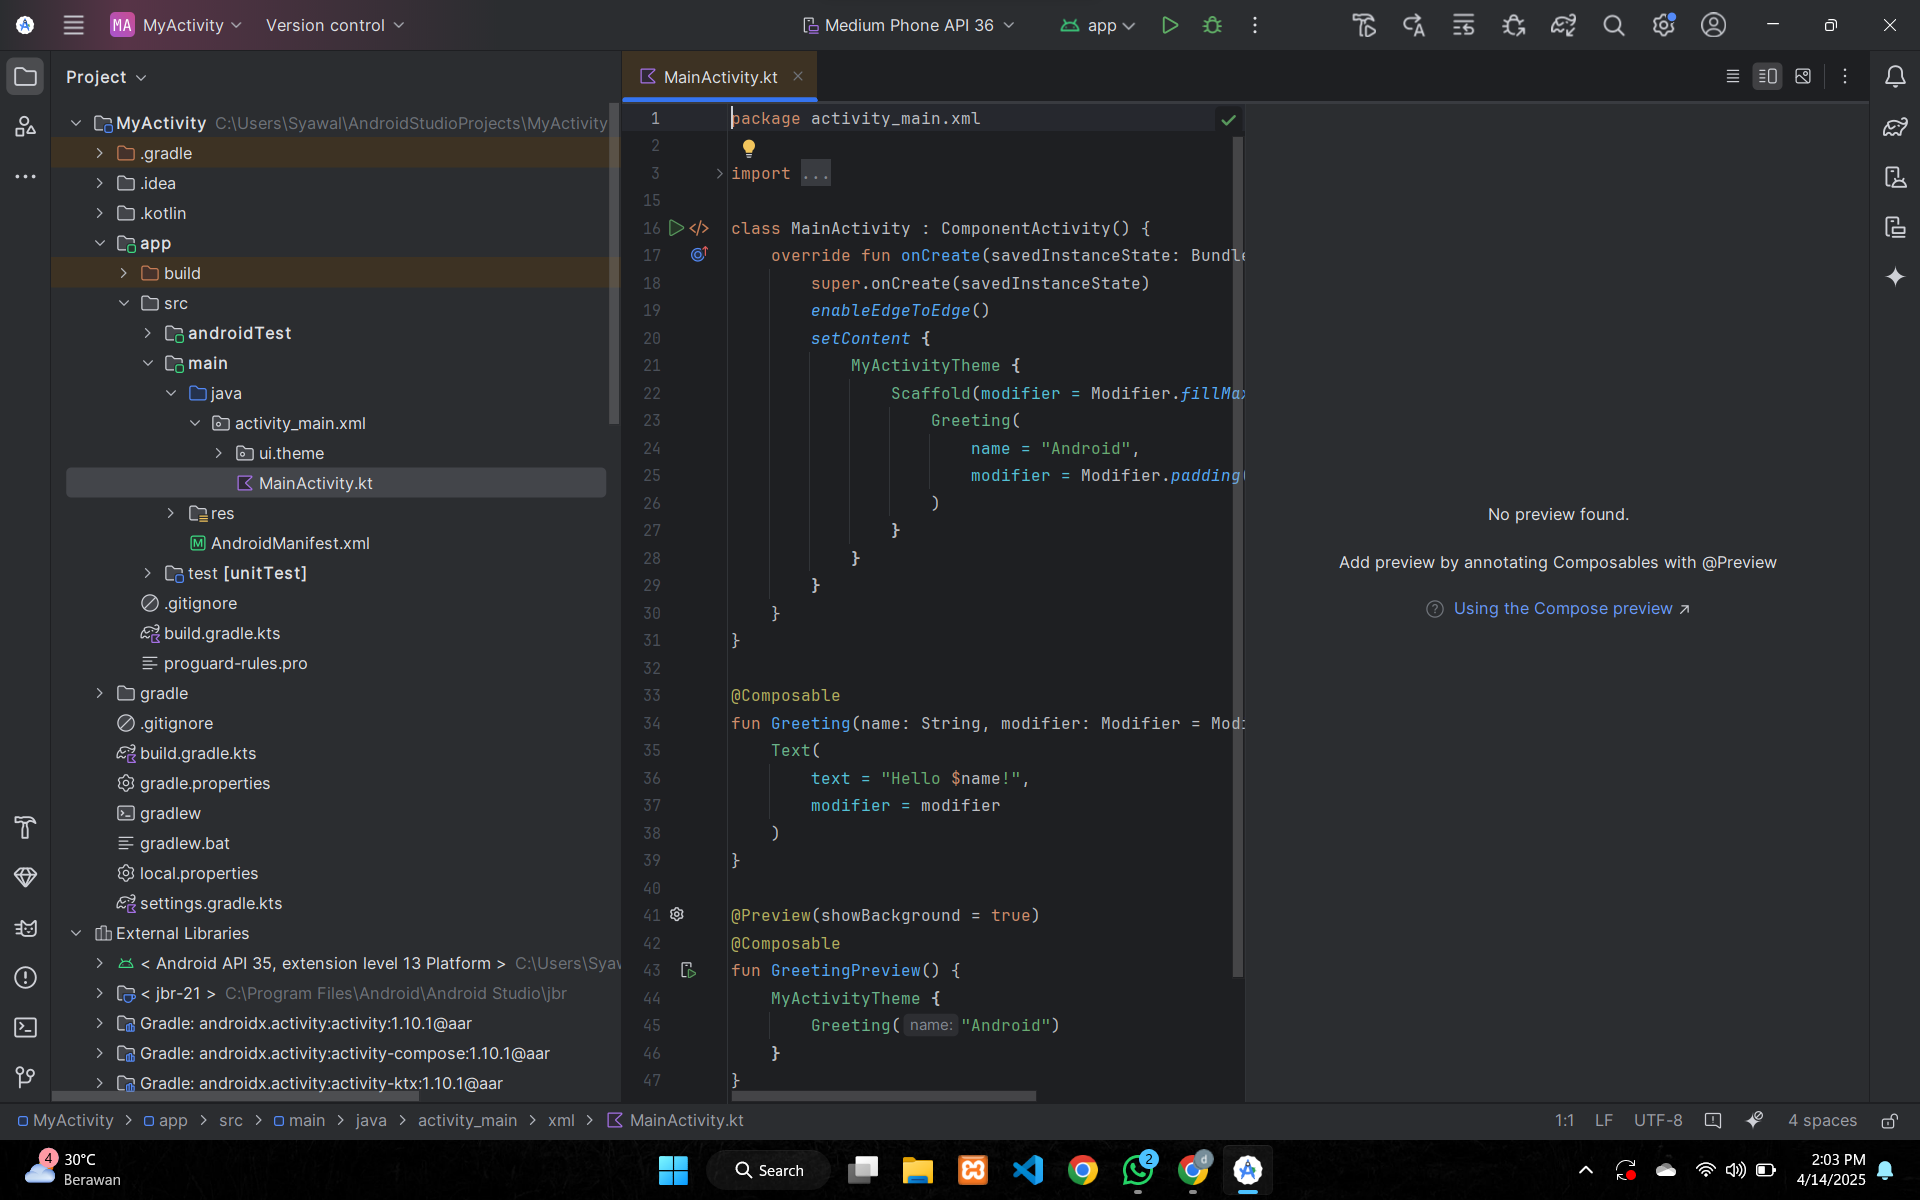 MA MyActivity Version control Medium Phone API 36 app
Project
MyActivity C:\Users\Syawal\AndroidStudioProjects\MyActivity
.gradle
.idea
.kotlin
app
build
src
androidTest
main
java
activity_main.xml
ui.theme
MainActivity.kt
res
AndroidManifest.xml
test [unitTest]
.gitignore
build.gradle.kts
proguard-rules.pro
gradle
.gitignore
build.gradle.kts
gradle.properties
gradlew
gradlew.bat
local.properties
settings.gradle.kts
External Libraries
< Android API 35, extension level 13 Platform > C:\Users\Syaw
< jbr-21 > C:\Program Files\Android\Android Studio\jbr
Gradle: androidx.activity:activity:1.10.1@aar
Gradle: androidx.activity:activity-compose:1.10.1@aar
Gradle: androidx.activity:activity-ktx:1.10.1@aar
MainActivity.kt
1 package activity_main.xml
2
3 import ...
15
16 class MainActivity : ComponentActivity() {
17 override fun onCreate(savedInstanceState: Bundle
18 super.onCreate(savedInstanceState)
19 enableEdgeToEdge()
20 setContent {
21 MyActivityTheme {
22 Scaffold(modifier = Modifier.fillMax
23 Greeting(
24 name = "Android",
25 modifier = Modifier.padding(
26 )
27 }
28 }
29 }
30 }
31 }
32
33 @Composable
34 fun Greeting(name: String, modifier: Modifier = Modi
35 Text(
36 text = "Hello $name!",
37 modifier = modifier
38 )
39 }
40
41 @Preview(showBackground = true)
42 @Composable
43 fun GreetingPreview() {
44 MyActivityTheme {
45 Greeting( name: "Android")
46 }
47 }
No preview found.
Add preview by annotating Composables with @Preview
Using the Compose preview
MyActivity > app > src > main > java > activity_main > xml > MainActivity.kt
1:1 LF UTF-8 4 spaces
4 30°C
Berawan
Search
2
d
2:03 PM
4/14/2025